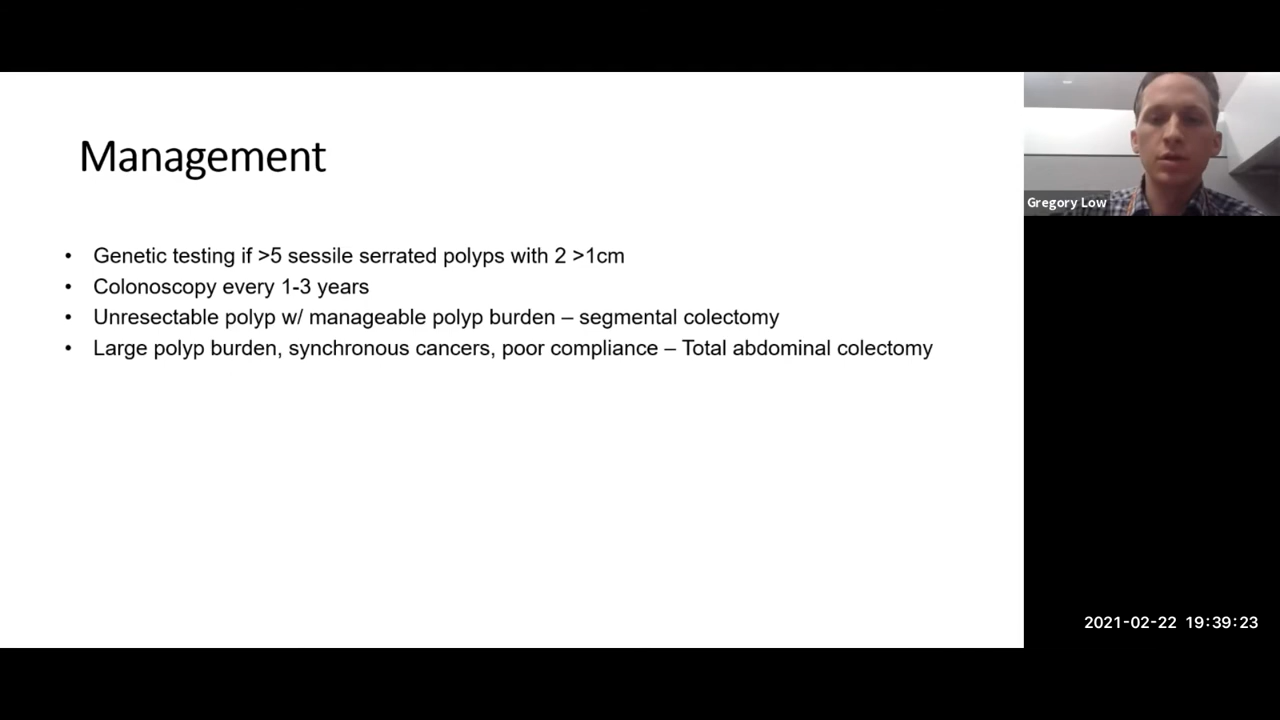 Management
• Genetic testing if >5 sessile serrated polyps with 2 >1cm
• Colonoscopy every 1-3 years
• Unresectable polyp w/ manageable polyp burden – segmental colectomy
• Large polyp burden, synchronous cancers, poor compliance – Total abdominal colectomy
Gregory Low
2021-02-22 19:39:23